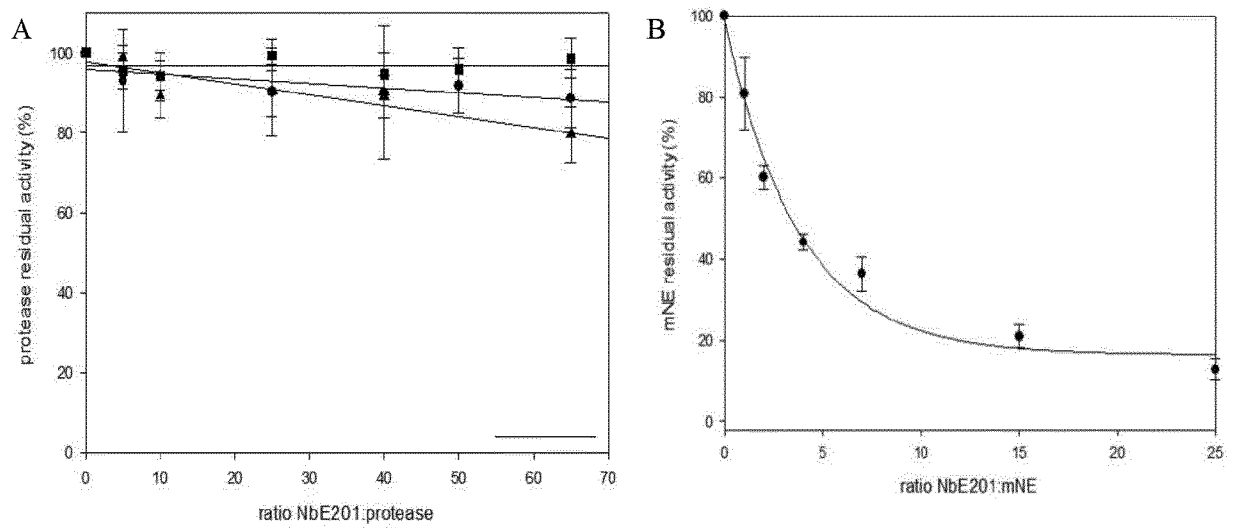 A
protease residual activity (%)
100
80
60
40
20
0
0 10 20 30 40 50 60 70
ratio NbE201:protease
B
mNE residual activity (%)
100
80
60
40
20
0
0 5 10 15 20 25
ratio NbE201:mNE